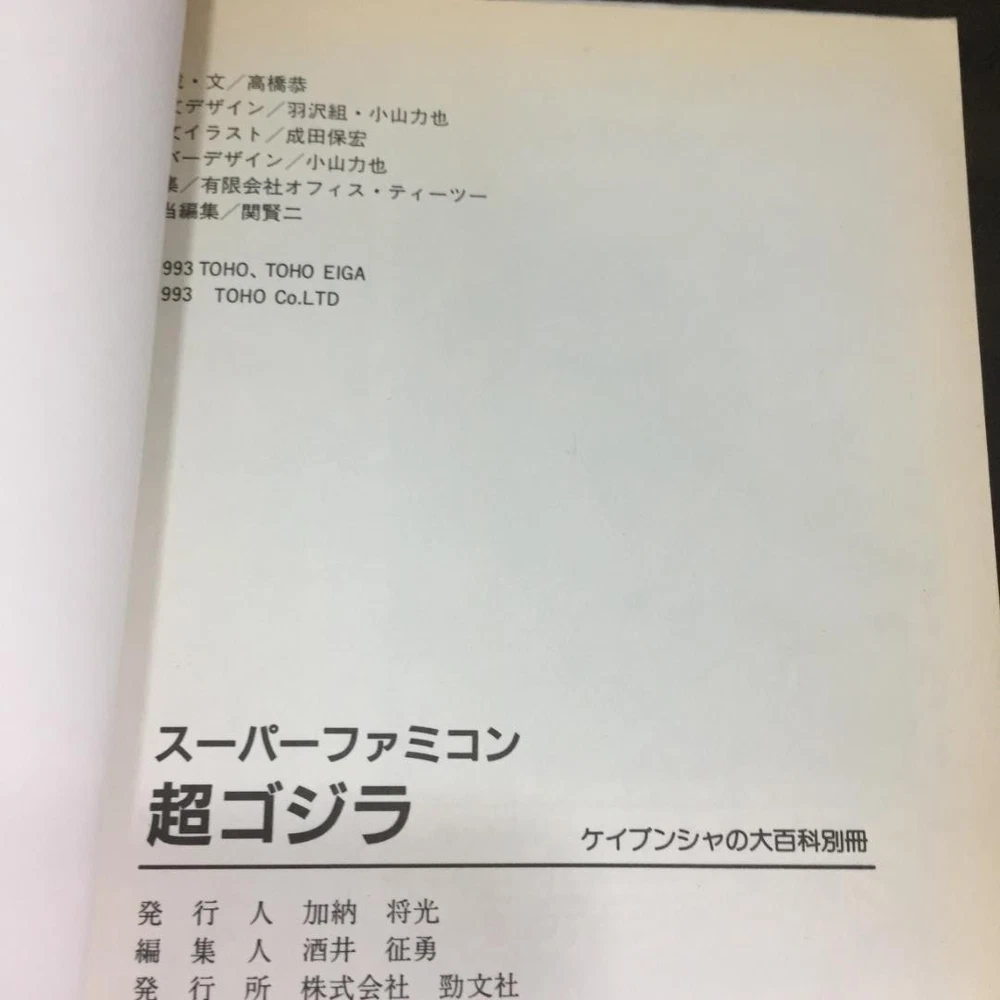 ・文／高橋恭
デザイン／羽沢組・小山力也
イラスト／成田保宏
バーデザイン／小山力也
集／有限会社オフィス・ティーツー
当編集／関賢二
993 TOHO、TOHO EIGA
993 TOHO Co.LTD
スーパーファミコン
超ゴジラ
ケイブンシャの大百科別冊
発行人 加納 将光
編集人 酒井 征勇
発行所 株式会社 勁文社